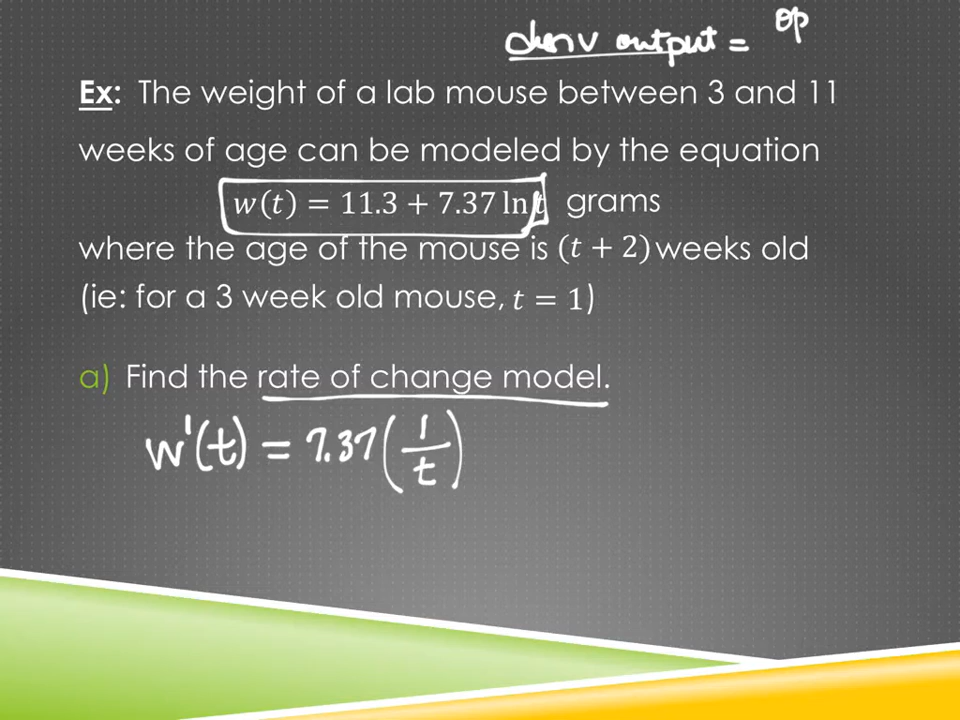 deriv output = op
Ex: The weight of a lab mouse between 3 and 11
weeks of age can be modeled by the equation
w(t) = 11.3 + 7.37 ln t grams
where the age of the mouse is (t + 2) weeks old
(ie: for a 3 week old mouse, t = 1)
a) Find the rate of change model.
w'(t) = 7.37 (1/t)